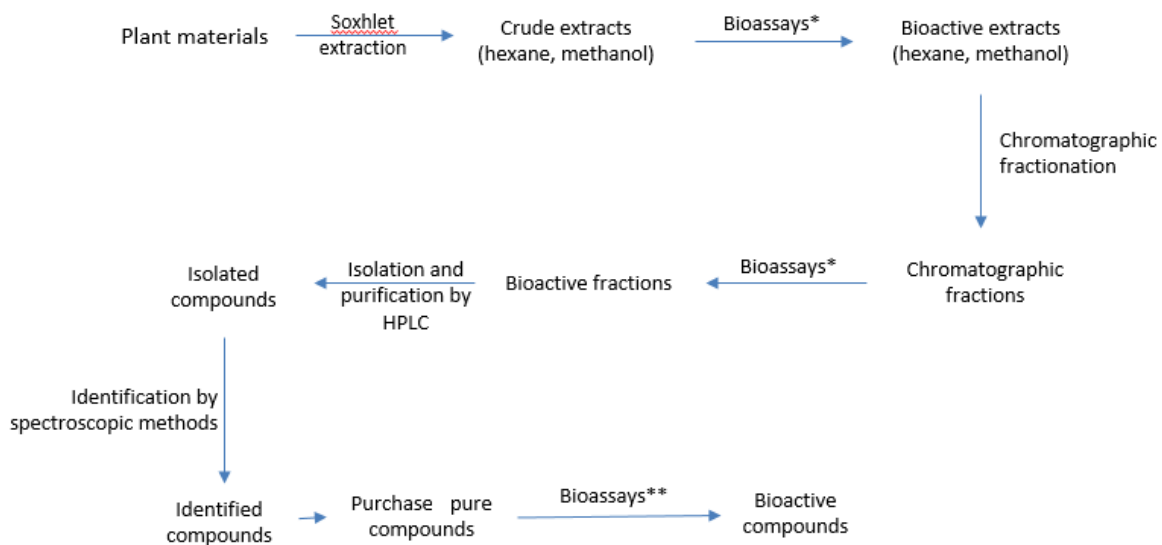 Plant materials
Soxhlet
extraction
Crude extracts
(hexane, methanol)
Bioassays*
Bioactive extracts
(hexane, methanol)
Chromatographic
fractionation
Chromatographic
fractions
Bioassays*
Bioactive fractions
Isolation and
purification by
HPLC
Isolated
compounds
Identification by
spectroscopic methods
Identified
compounds
Purchase pure
compounds
Bioassays**
Bioactive
compounds